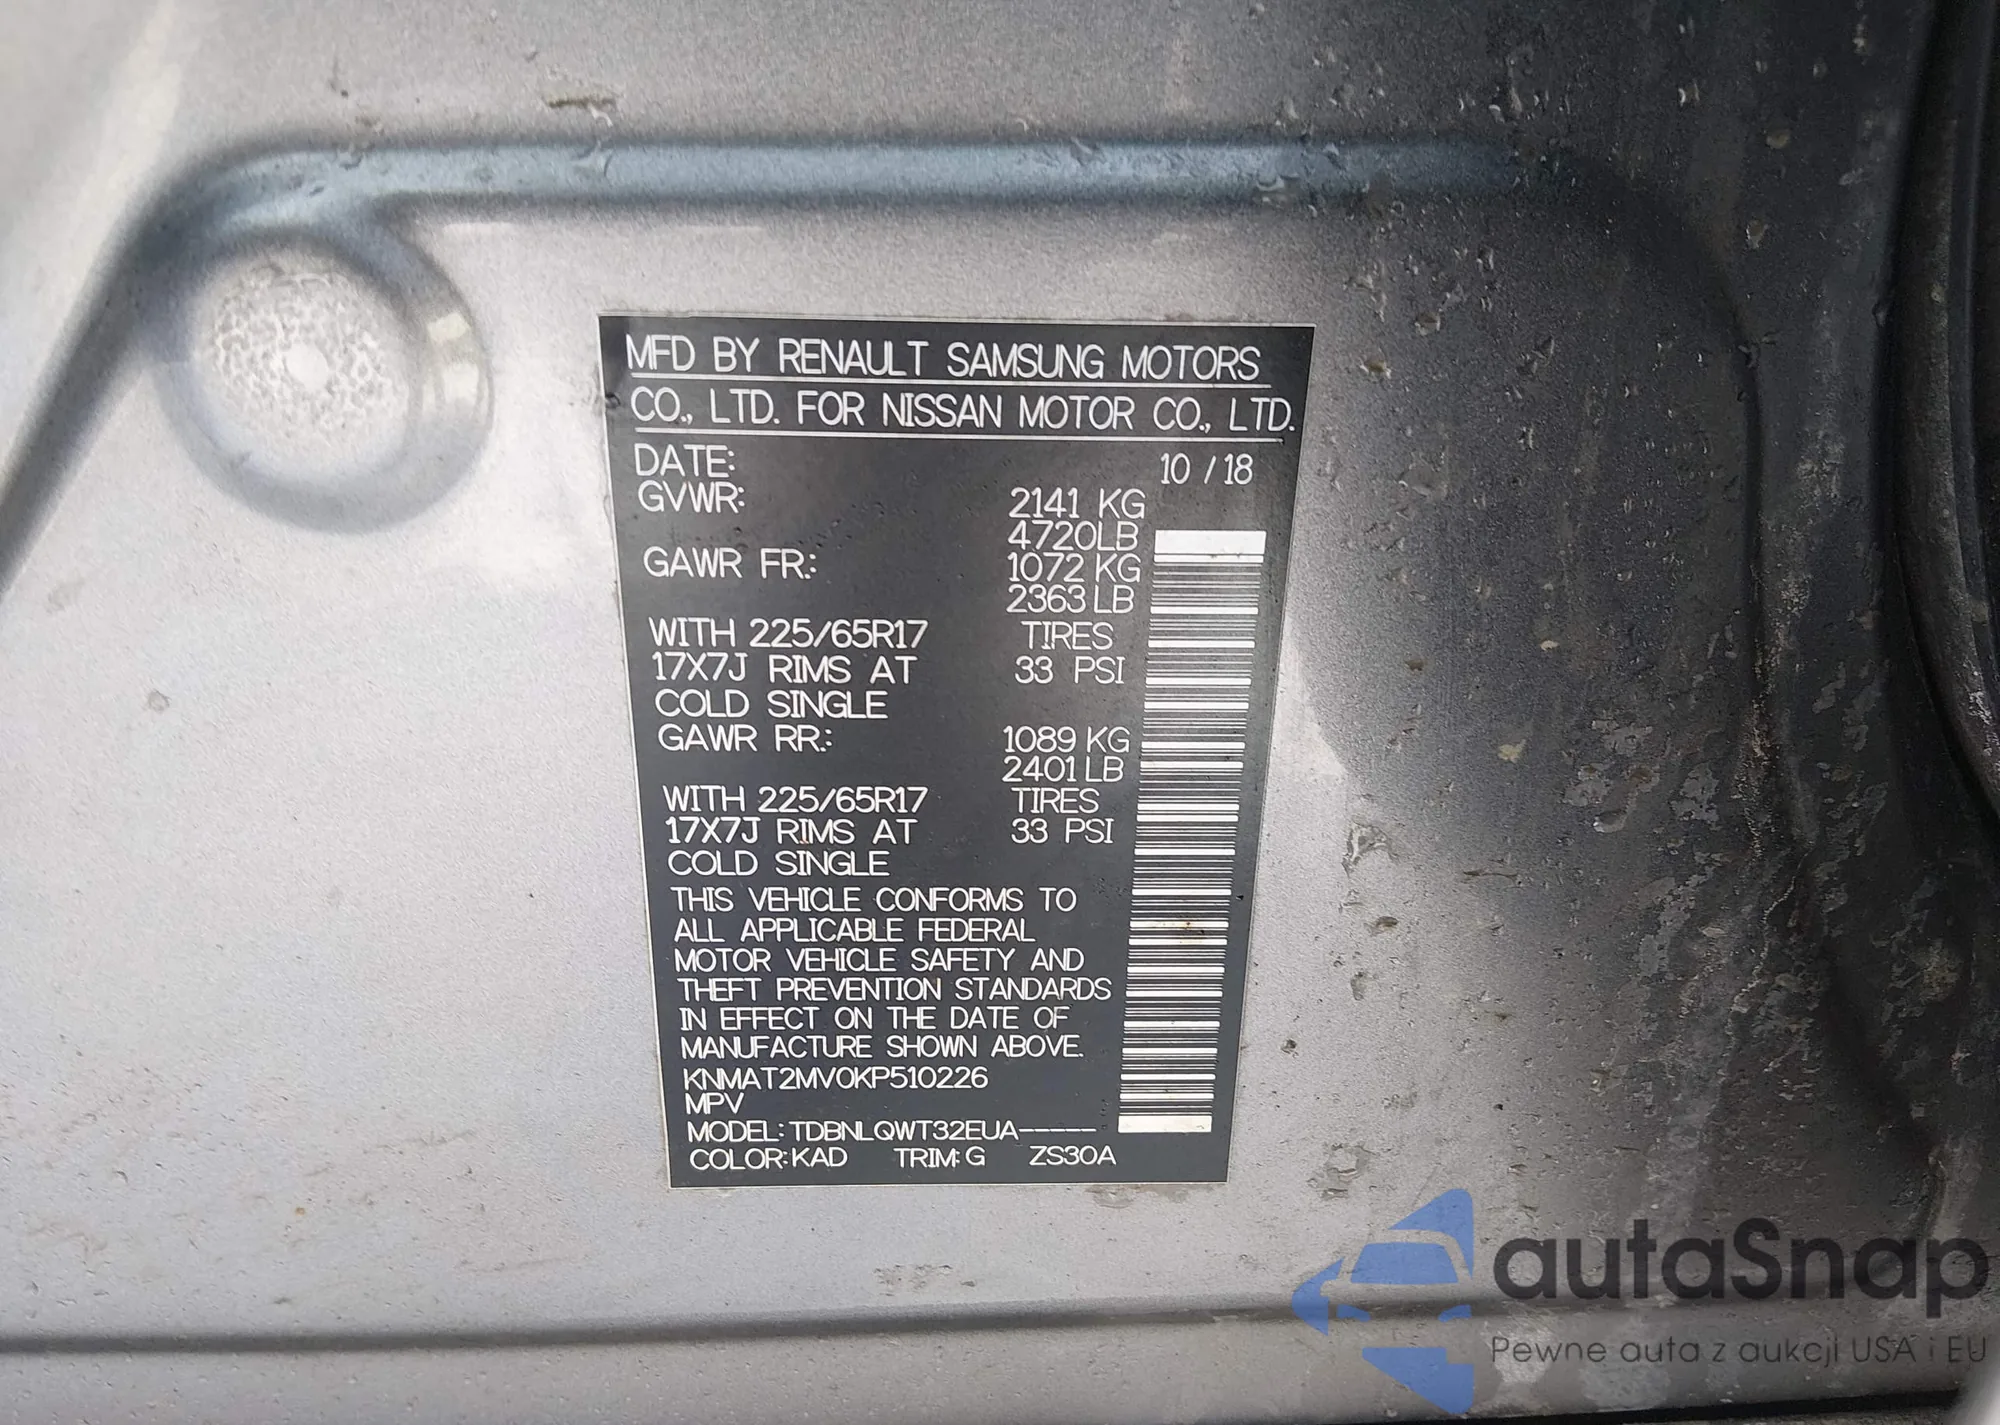 MFD BY RENAULT SAMSUNG MOTORS
CO., LTD. FOR NISSAN MOTOR CO., LTD.
DATE: 10 / 18
GVWR: 2141 KG
4720LB
GAWR FR.: 1072 KG
2363 LB
WITH 225/65R17 TIRES
17X7J RIMS AT 33 PSI
COLD SINGLE
GAWR RR.: 1089 KG
2401 LB
WITH 225/65R17 TIRES
17X7J RIMS AT 33 PSI
COLD SINGLE
THIS VEHICLE CONFORMS TO
ALL APPLICABLE FEDERAL
MOTOR VEHICLE SAFETY AND
THEFT PREVENTION STANDARDS
IN EFFECT ON THE DATE OF
MANUFACTURE SHOWN ABOVE.
KNMAT2MV0KP510226
MPV
MODEL: TDBNLQWT32EUA-----
COLOR: KAD TRIM: G ZS30A
autaSnap
Pewne auta z aukcji USA i EU